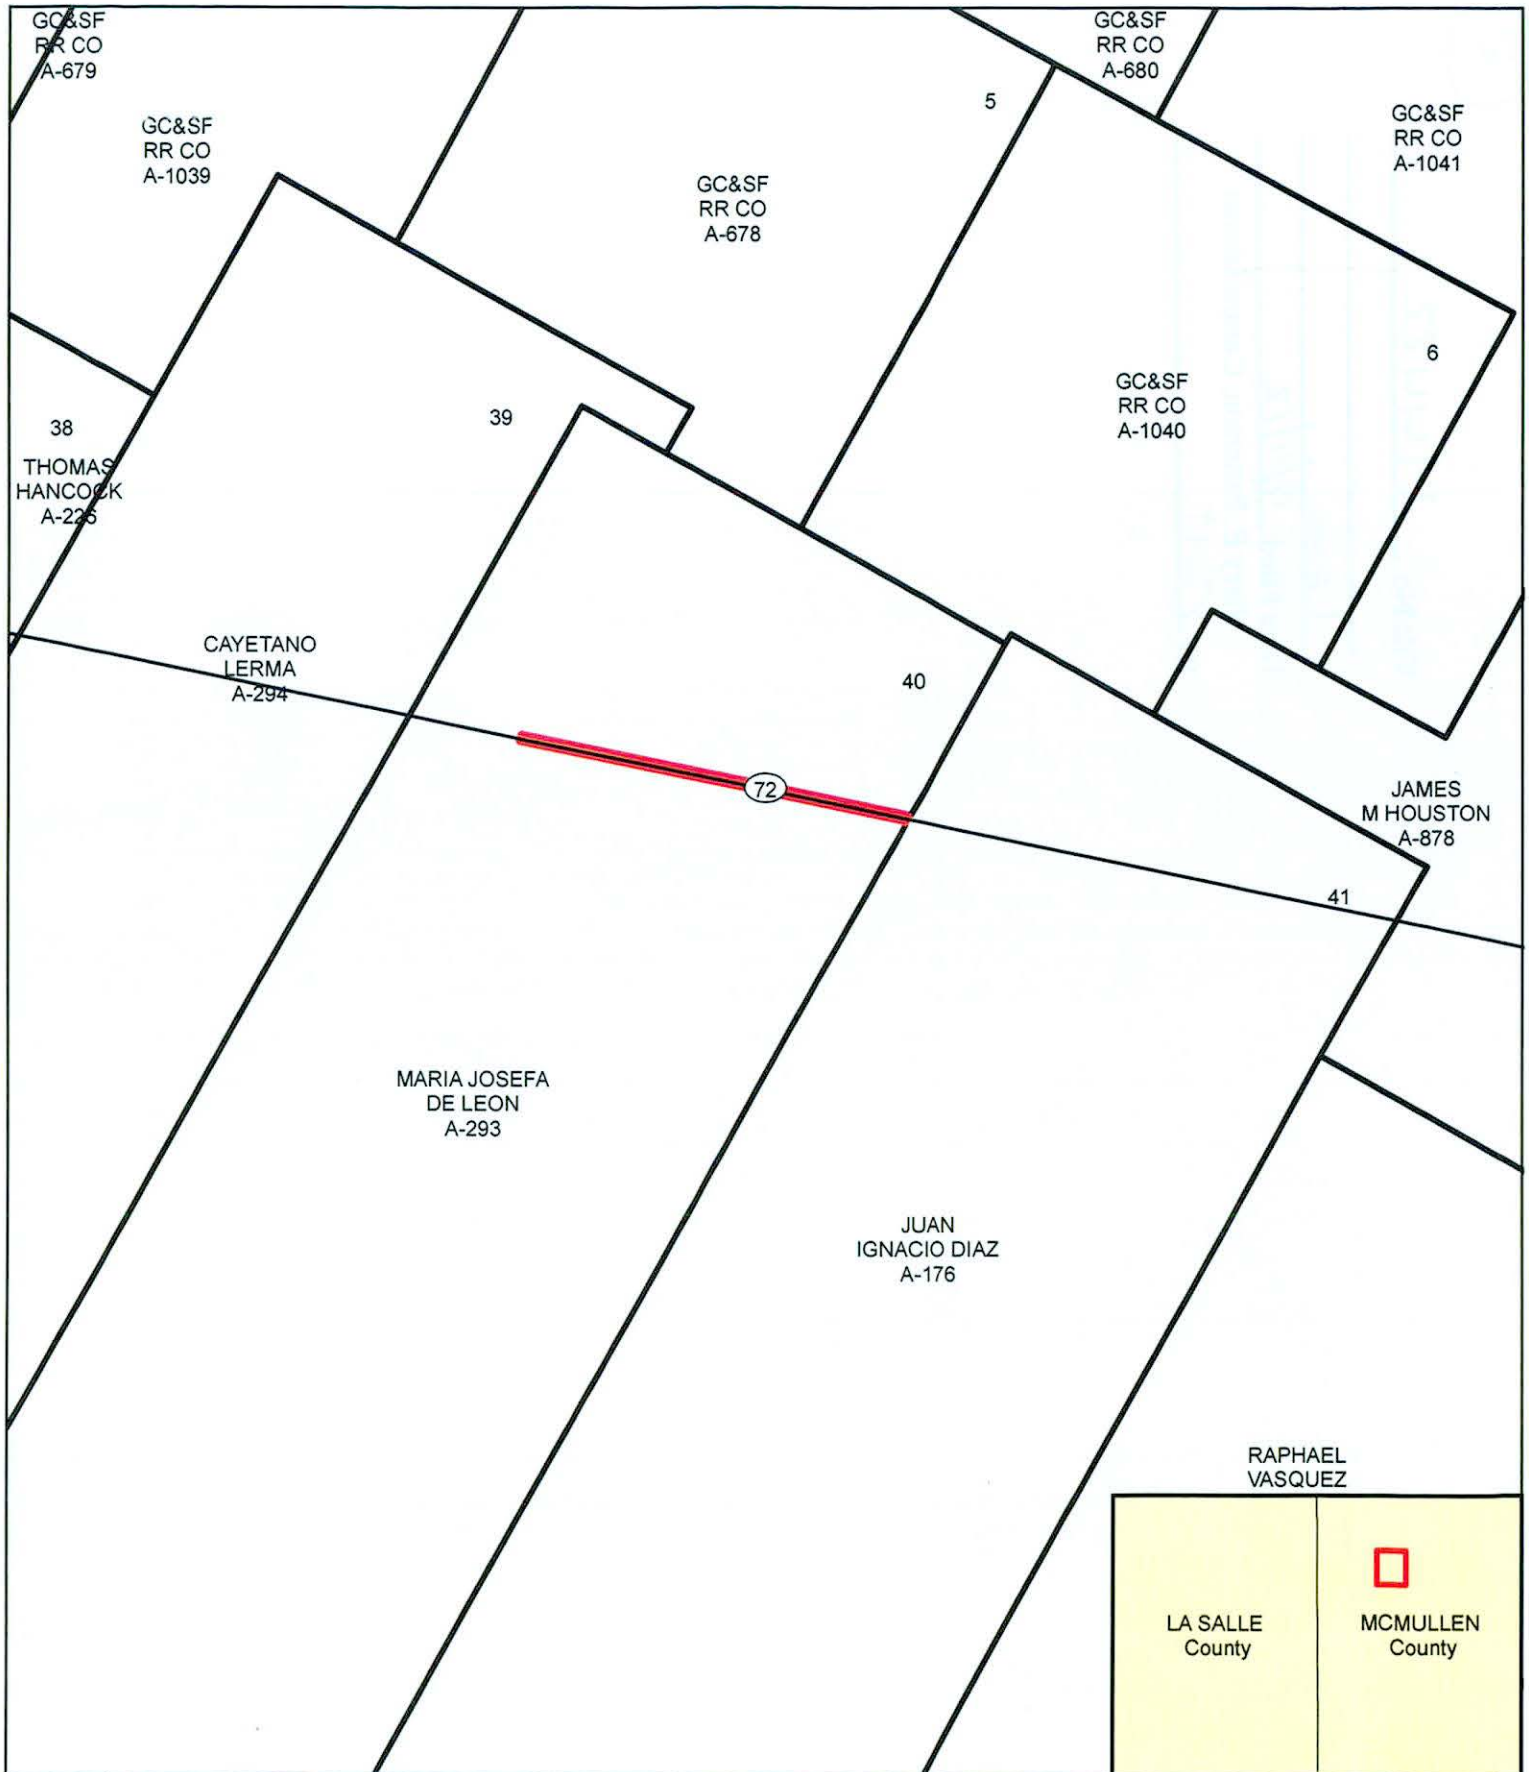 GC&SF
RR CO
A-679
GC&SF
RR CO
A-680
5
GC&SF
RR CO
A-1041
GC&SF
RR CO
A-1039
GC&SF
RR CO
A-678
6
GC&SF
RR CO
A-1040
39
38
THOMAS
HANCOCK
A-226
CAYETANO
LERMA
A-294
40
72
JAMES
M HOUSTON
A-878
41
MARIA JOSEFA
DE LEON
A-293
JUAN
IGNACIO DIAZ
A-176
RAPHAEL
VASQUEZ
LA SALLE
County
MCMULLEN
County